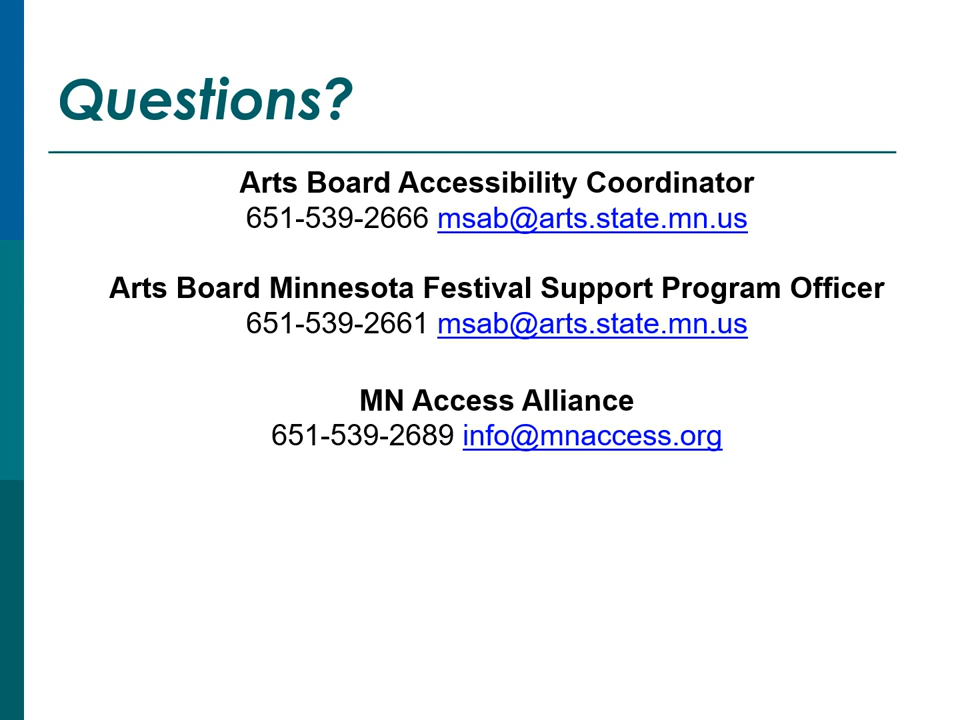 Questions?
Arts Board Accessibility Coordinator
651-539-2666 msab@arts.state.mn.us
Arts Board Minnesota Festival Support Program Officer
651-539-2661 msab@arts.state.mn.us
MN Access Alliance
651-539-2689 info@mnaccess.org